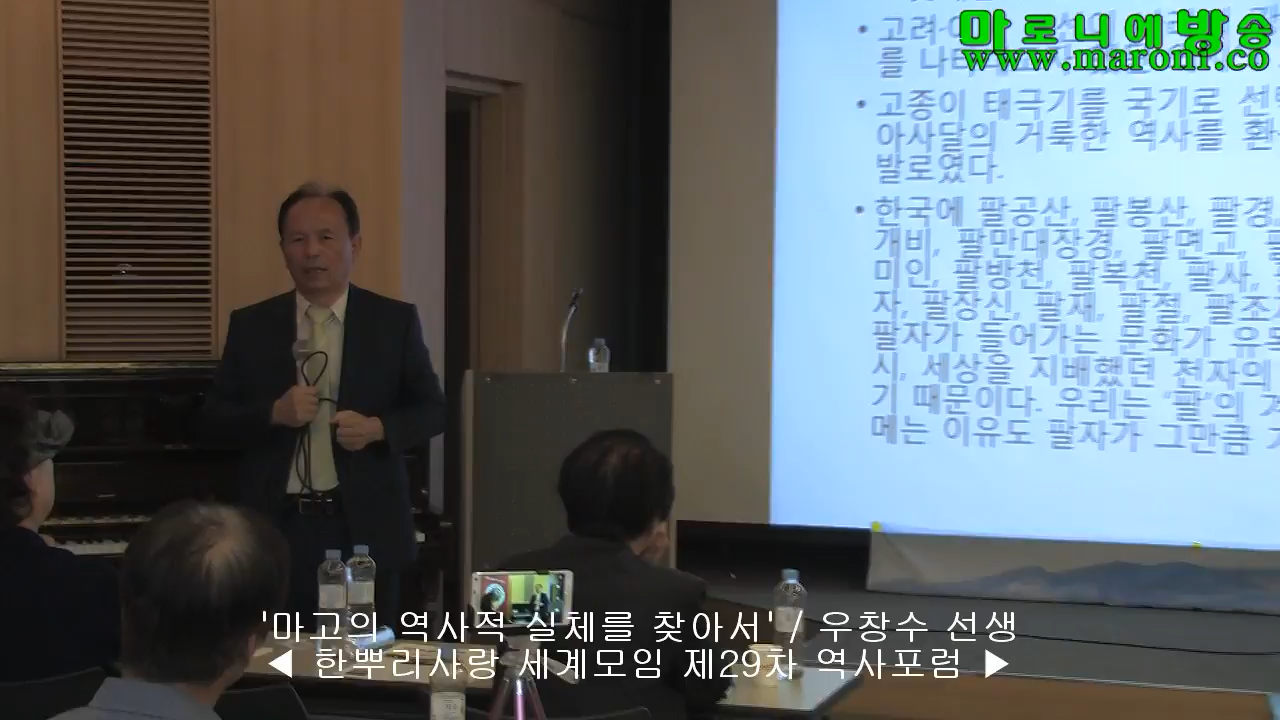 마로니에방송
www.maroni.co
• 고려
를
• 고종이 태극기를 국기로
아사달의 거룩한 역사를
발로였다.
• 한국에 팔공산, 팔봉산, 팔경,
개비, 팔만대장경, 팔면고,
미인, 팔방천, 팔복전, 팔사,
자, 팔장신, 팔재, 팔절,
팔자가 들어가는 문화가
시, 세상을 지배했던 천자의
기 때문이다. 우리는 '팔'의
메는 이유도 팔자가 그만큼
'마고의 역사적 실체를 찾아서' / 우창수 선생
◀ 한뿌리사랑 세계모임 제29차 역사포럼 ▶